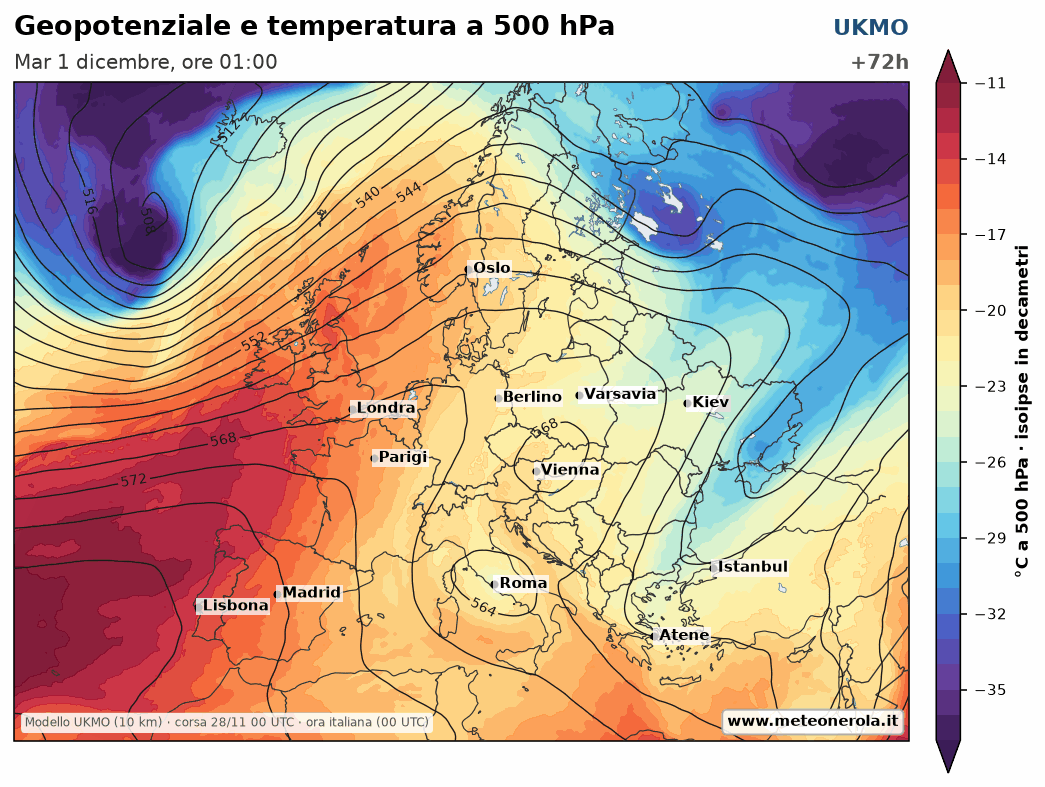 Geopotenziale e temperatura a 500 hPa
UKMO
Mar 1 dicembre, ore 01:00
+72h
512
516
508
540
544
552
568
572
568
564
Oslo
Londra
Berlino
Varsavia
Kiev
Parigi
Vienna
Roma
Istanbul
Madrid
Lisbona
Atene
Modello UKMO (10 km) · corsa 28/11 00 UTC · ora italiana (00 UTC)
www.meteonerola.it
−11
−14
−17
−20
−23
−26
−29
−32
−35
°C a 500 hPa · isoipse in decametri